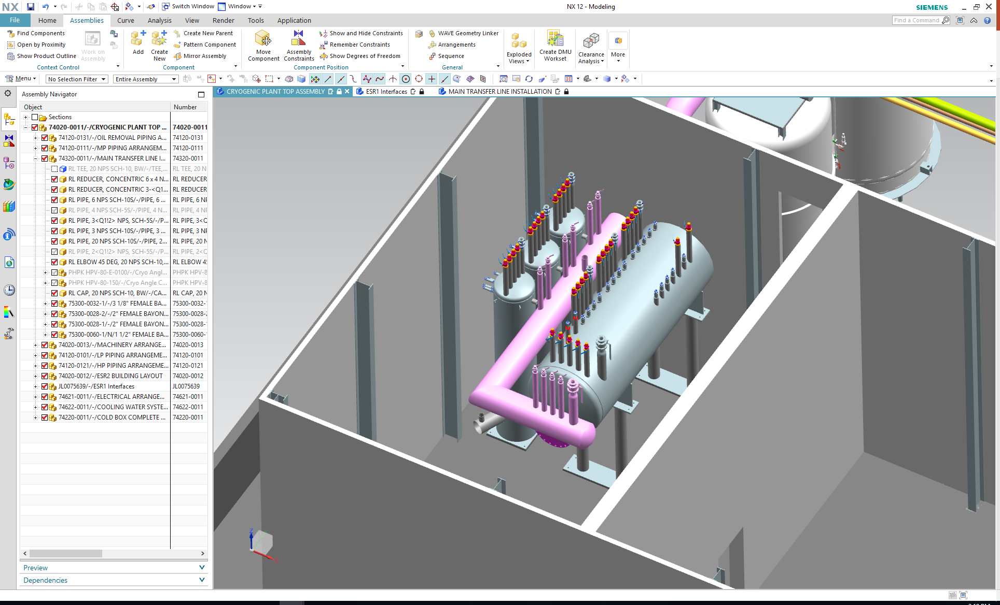 NX
Switch Window
Window
NX 12 - Modeling
SIEMENS
File
Home
Assemblies
Curve
Analysis
View
Render
Tools
Application
Find a Command
Find Components
Open by Proximity
Show Product Outline
Context Control
Work on Assembly
Add
Create New
Create New Parent
Pattern Component
Mirror Assembly
Component
Move Component
Assembly Constraints
Show and Hide Constraints
Remember Constraints
Show Degrees of Freedom
Component Position
WAVE Geometry Linker
Arrangements
Sequence
General
Exploded Views
Create DMU Workset
Clearance Analysis
More
Menu
No Selection Filter
Entire Assembly
Assembly Navigator
CRYOGENIC PLANT TOP ASSEMBLY
ESR1 Interfaces
MAIN TRANSFER LINE INSTALLATION
Object Number
Sections
74020-0011/-/CRYOGENIC PLANT TOP ... 74020-0011
74120-0131/-/OIL REMOVAL PIPING A... 74120-0131
74120-0111/-/MP PIPING ARRANGEM... 74120-0111
74320-0011/-/MAIN TRANSFER LINE I... 74320-0011
RL TEE, 20 NPS SCH-10, BW/-/TEE,... RL TEE, 20 N
RL REDUCER, CONCENTRIC 6 x 4 N... RL REDUCER
RL REDUCER, CONCENTRIC 3-<Q1... RL REDUCER
RL PIPE, 6 NPS SCH-10S/-/PIPE, 6 ... RL PIPE, 6 NP
RL PIPE, 4 NPS SCH-5S/-/PIPE, 4 N... RL PIPE, 4 NP
RL PIPE, 3<Q1!2> NPS, SCH-5S/-/P... RL PIPE, 3<Q
RL PIPE, 3 NPS SCH-10S/-/PIPE, 3 ... RL PIPE, 3 NP
RL PIPE, 20 NPS SCH-10S/-/PIPE, 2... RL PIPE, 20 N
RL PIPE, 2<Q1!2> NPS, SCH-5S/-/P... RL PIPE, 2<Q
RL ELBOW 45 DEG, 20 NPS SCH-10,... RL ELBOW 45
PHPK HPV-80-E-0100/-/Cryo Angl... PHPK HPV-8
PHPK HPV-80-150/-/Cryo Angle C... PHPK HPV-8
RL CAP, 20 NPS SCH-10, BW/-/CA... RL CAP, 20 N
75300-0032-1/-/3 1/8" FEMALE BA... 75300-0032-1
75300-0028-2/-/2" FEMALE BAYON... 75300-0028-2
75300-0028-1/-/2" FEMALE BAYON... 75300-0028-1
75300-0060-1/N/1 1/2" FEMALE BA... 75300-0060-1
74020-0013/-/MACHINERY ARRANGE... 74020-0013
74120-0101/-/LP PIPING ARRANGEME... 74120-0101
74120-0121/-/HP PIPING ARRANGEME... 74120-0121
74020-0012/-/ESR2 BUILDING LAYOUT 74020-0012
JL0075639/-/ESR1 Interfaces JL0075639
74621-0011/-/ELECTRICAL ARRANGE... 74621-0011
74622-0011/-/COOLING WATER SYSTE... 74622-0011
74220-0011/-/COLD BOX COMPLETE ... 74220-0011
Z
X
Preview
Dependencies